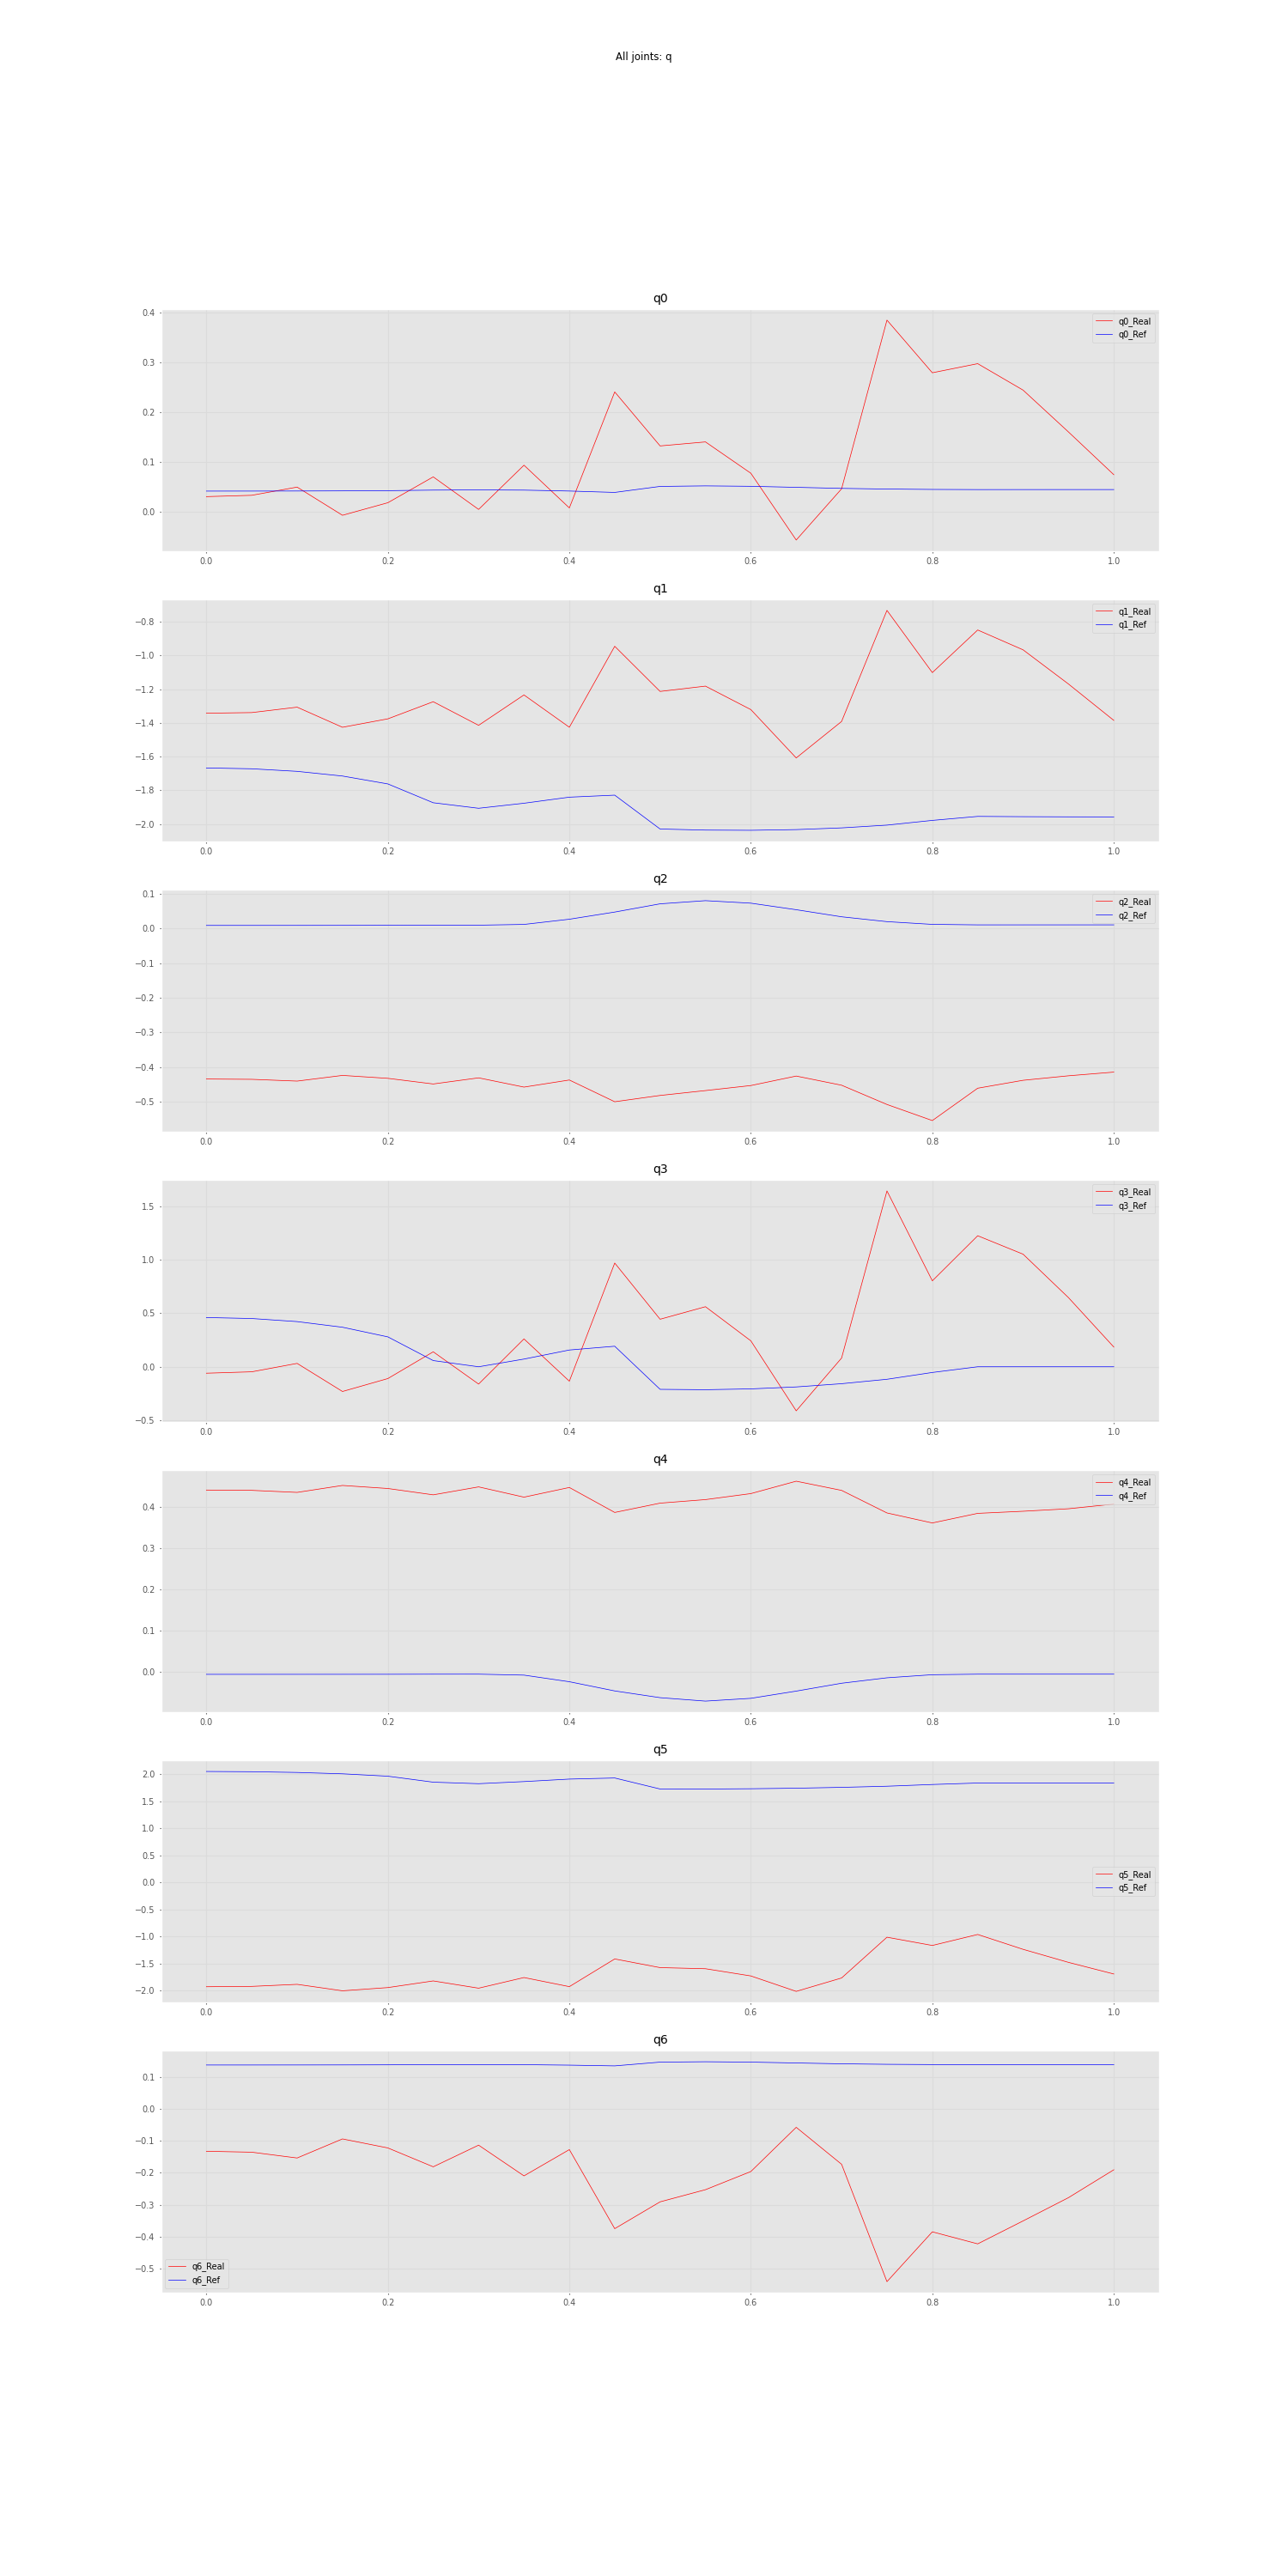 All joints: q
q0
0.4
0.3
0.2
0.1
0.0
q0_Real
q0_Ref
0.0 0.2 0.4 0.6 0.8 1.0
q1
−0.8
−1.0
−1.2
−1.4
−1.6
−1.8
−2.0
q1_Real
q1_Ref
0.0 0.2 0.4 0.6 0.8 1.0
q2
0.1
0.0
−0.1
−0.2
−0.3
−0.4
−0.5
q2_Real
q2_Ref
0.0 0.2 0.4 0.6 0.8 1.0
q3
1.5
1.0
0.5
0.0
−0.5
q3_Real
q3_Ref
0.0 0.2 0.4 0.6 0.8 1.0
q4
0.4
0.3
0.2
0.1
0.0
q4_Real
q4_Ref
0.0 0.2 0.4 0.6 0.8 1.0
q5
2.0
1.5
1.0
0.5
0.0
−0.5
−1.0
−1.5
−2.0
q5_Real
q5_Ref
0.0 0.2 0.4 0.6 0.8 1.0
q6
0.1
0.0
−0.1
−0.2
−0.3
−0.4
−0.5
q6_Real
q6_Ref
0.0 0.2 0.4 0.6 0.8 1.0